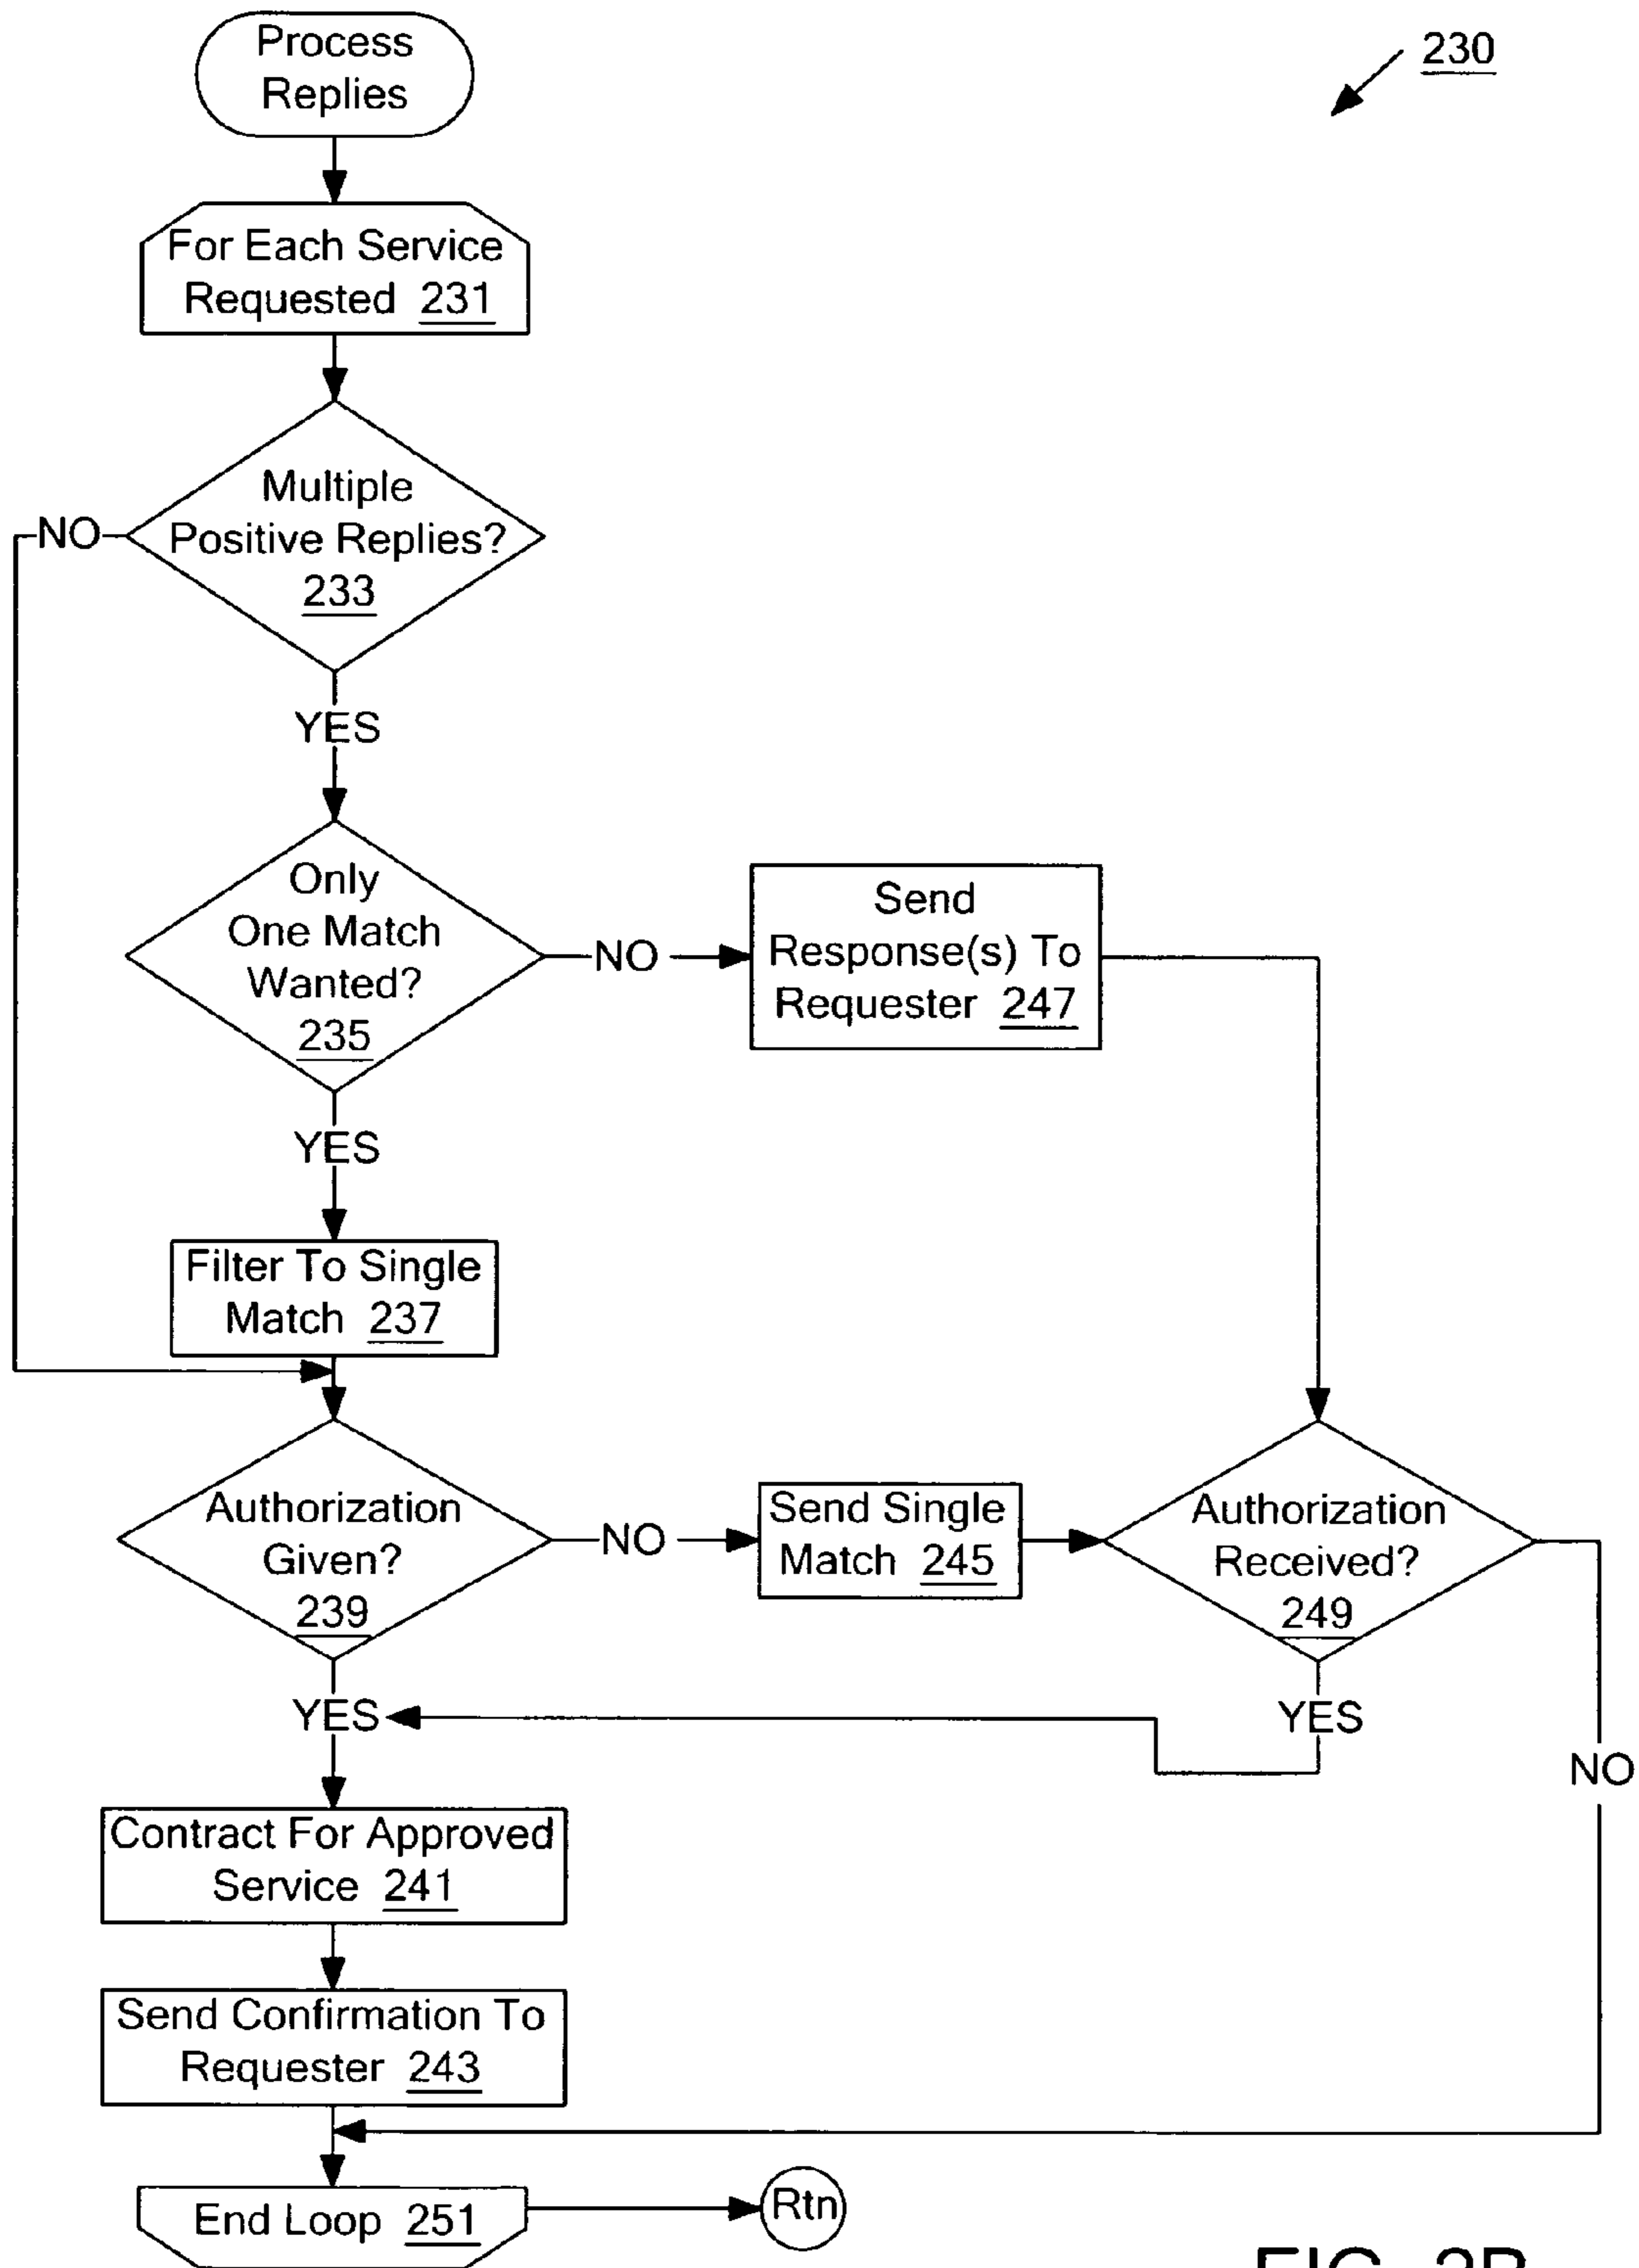 Process
Replies
230
For Each Service
Requested 231
Multiple
Positive Replies?
233
NO
YES
Only
One Match
Wanted?
235
NO
Send
Response(s) To
Requester 247
YES
Filter To Single
Match 237
Authorization
Given?
239
NO
Send Single
Match 245
Authorization
Received?
249
YES
YES
NO
Contract For Approved
Service 241
Send Confirmation To
Requester 243
End Loop 251
Rtn